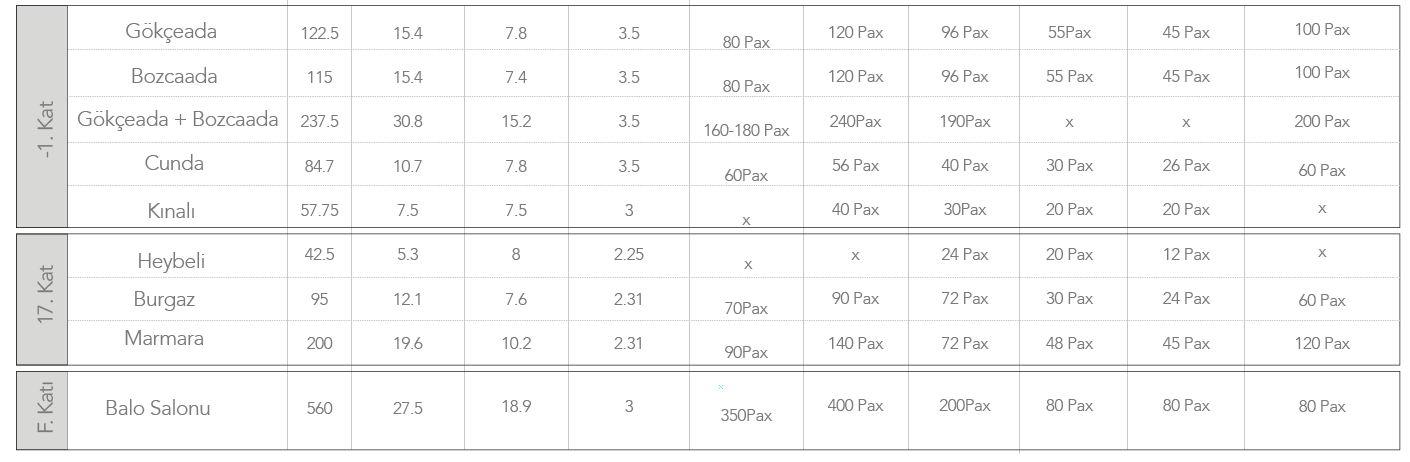 -1. Kat
Gökçeada 122.5 15.4 7.8 3.5 80 Pax 120 Pax 96 Pax 55Pax 45 Pax 100 Pax
Bozcaada 115 15.4 7.4 3.5 80 Pax 120 Pax 96 Pax 55 Pax 45 Pax 100 Pax
Gökçeada + Bozcaada 237.5 30.8 15.2 3.5 160-180 Pax 240Pax 190Pax x x 200 Pax
Cunda 84.7 10.7 7.8 3.5 60Pax 56 Pax 40 Pax 30 Pax 26 Pax 60 Pax
Kınalı 57.75 7.5 7.5 3 x 40 Pax 30Pax 20 Pax 20 Pax x
17. Kat
Heybeli 42.5 5.3 8 2.25 x x 24 Pax 20 Pax 12 Pax x
Burgaz 95 12.1 7.6 2.31 70Pax 90 Pax 72 Pax 30 Pax 24 Pax 60 Pax
Marmara 200 19.6 10.2 2.31 90Pax 140 Pax 72 Pax 48 Pax 45 Pax 120 Pax
F. Katı
x
Balo Salonu 560 27.5 18.9 3 350Pax 400 Pax 200Pax 80 Pax 80 Pax 80 Pax